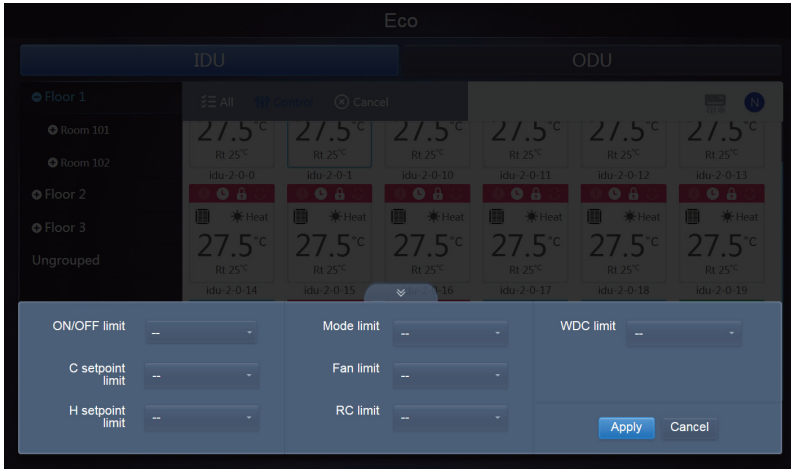 Eco
IDU ODU
Floor 1 All Control Cancel N
Room 101
Room 102
Floor 2
Floor 3
Ungrouped
27.5°C 27.5°C 27.5°C 27.5°C 27.5°C 27.5°C
Rt 25°C Rt 25°C Rt 25°C Rt 25°C Rt 25°C Rt 25°C
idu-2-0-0 idu-2-0-1 idu-2-0-10 idu-2-0-11 idu-2-0-12 idu-2-0-13
Heat Heat Heat Heat Heat Heat
27.5°C 27.5°C 27.5°C 27.5°C 27.5°C 27.5°C
Rt 25°C Rt 25°C Rt 25°C Rt 25°C Rt 25°C Rt 25°C
idu-2-0-14 idu-2-0-15 -16 idu-2-0-17 idu-2-0-18 idu-2-0-19
ON/OFF limit -- Mode limit -- WDC limit --
C setpoint
limit -- Fan limit --
H setpoint
limit -- RC limit --
Apply Cancel